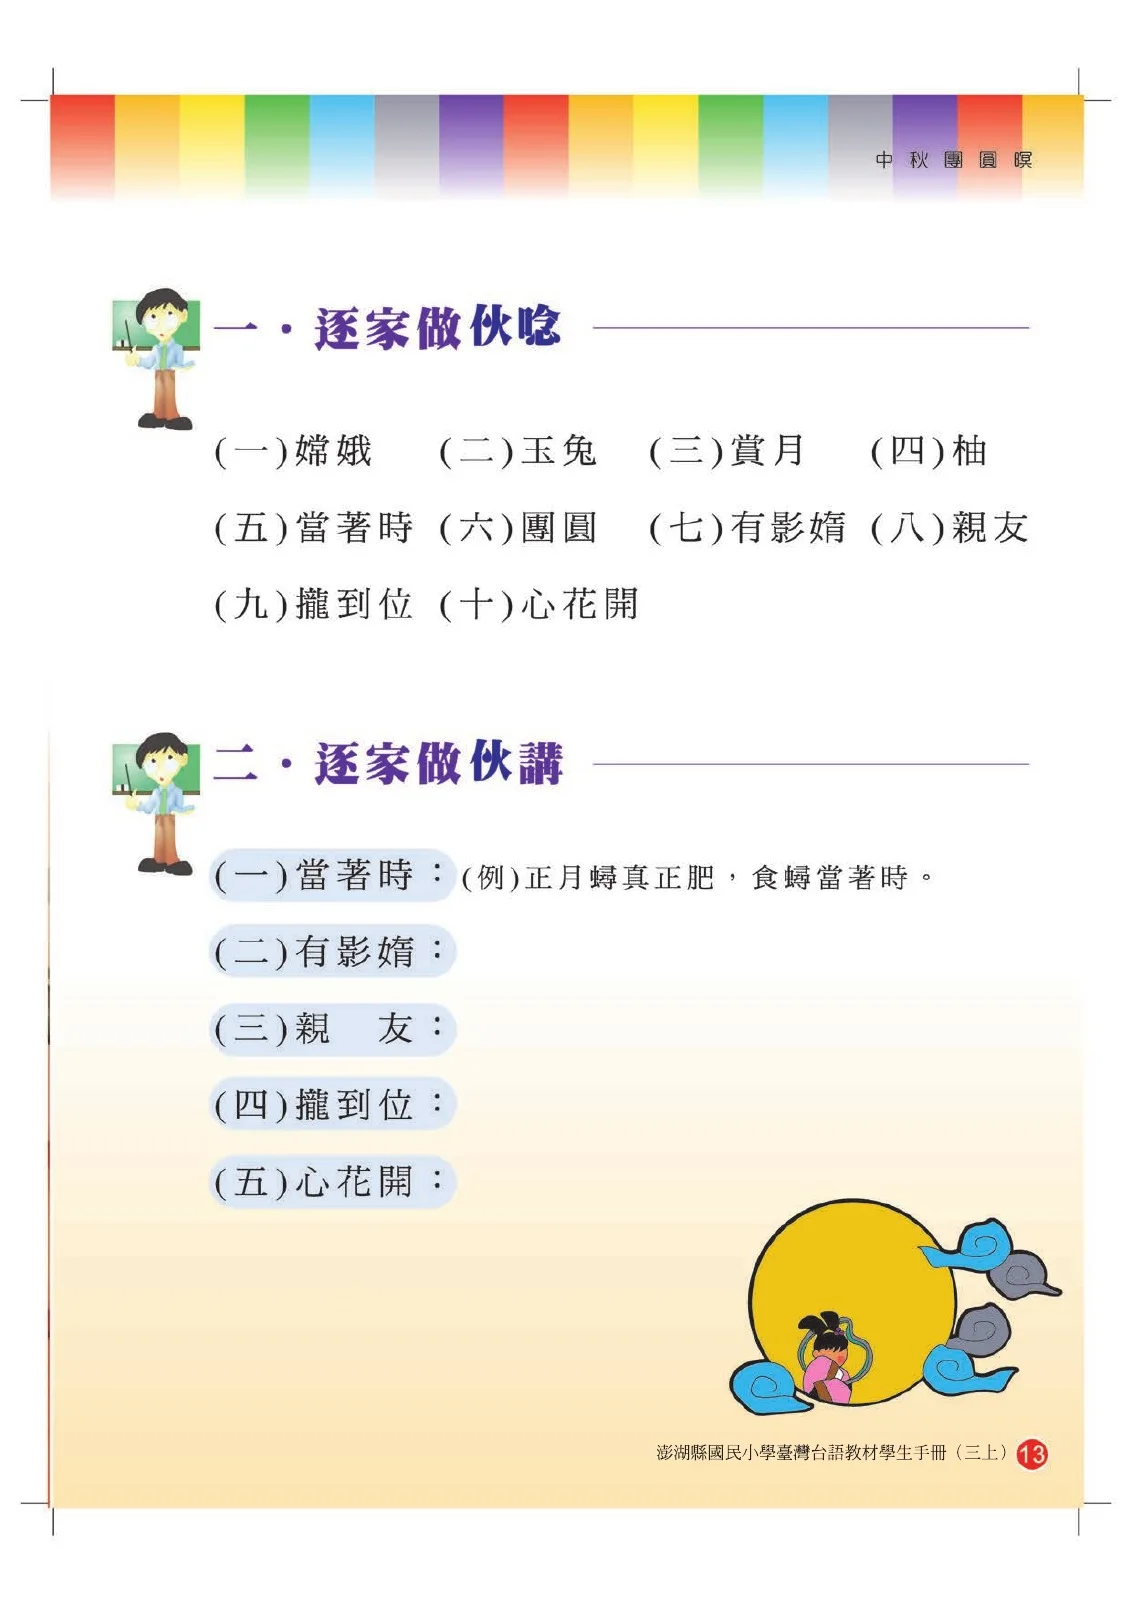 中秋團圓暝
一．逐家做伙唸
(一)嫦娥 (二)玉兔 (三)賞月 (四)柚
(五)當著時 (六)團圓 (七)有影媠 (八)親友
(九)攏到位 (十)心花開
二．逐家做伙講
(一)當著時：(例)正月蟳真正肥，食蟳當著時。
(二)有影媠：
(三)親　友：
(四)攏到位：
(五)心花開：
澎湖縣國民小學臺灣台語教材學生手冊（三上）13